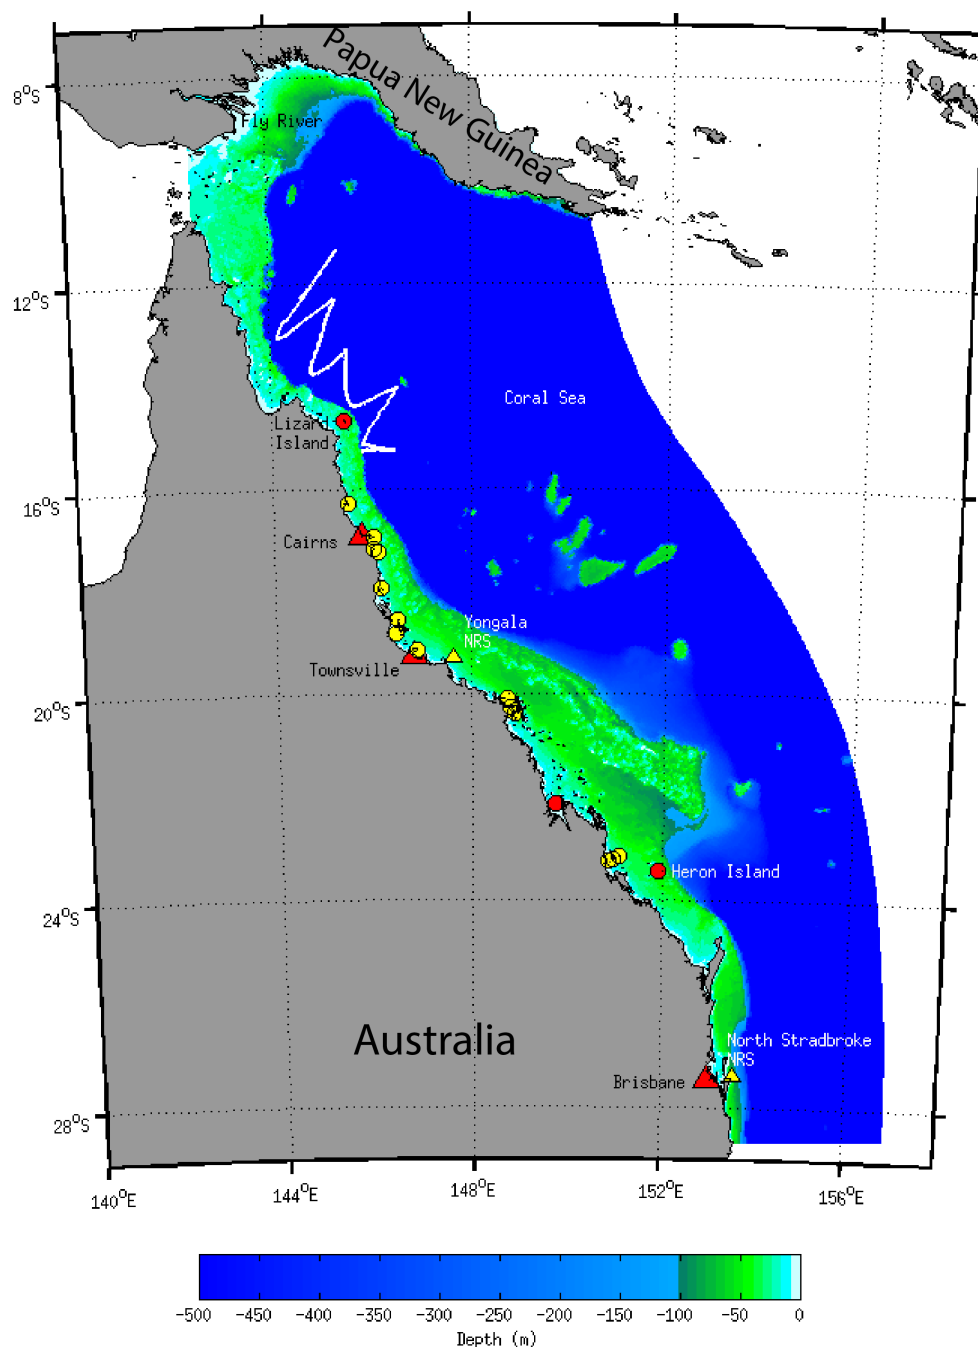 Papua New Guinea
8°S
Fly River
12°S
Coral Sea
Lizard
Island
16°S
Cairns
Yongala
NRS
Townsville
20°S
Heron Island
24°S
Australia
North Stradbroke
NRS
Brisbane
28°S
140°E
144°E
148°E
152°E
156°E
-500 -450 -400 -350 -300 -250 -200 -150 -100 -50 0
Depth (m)